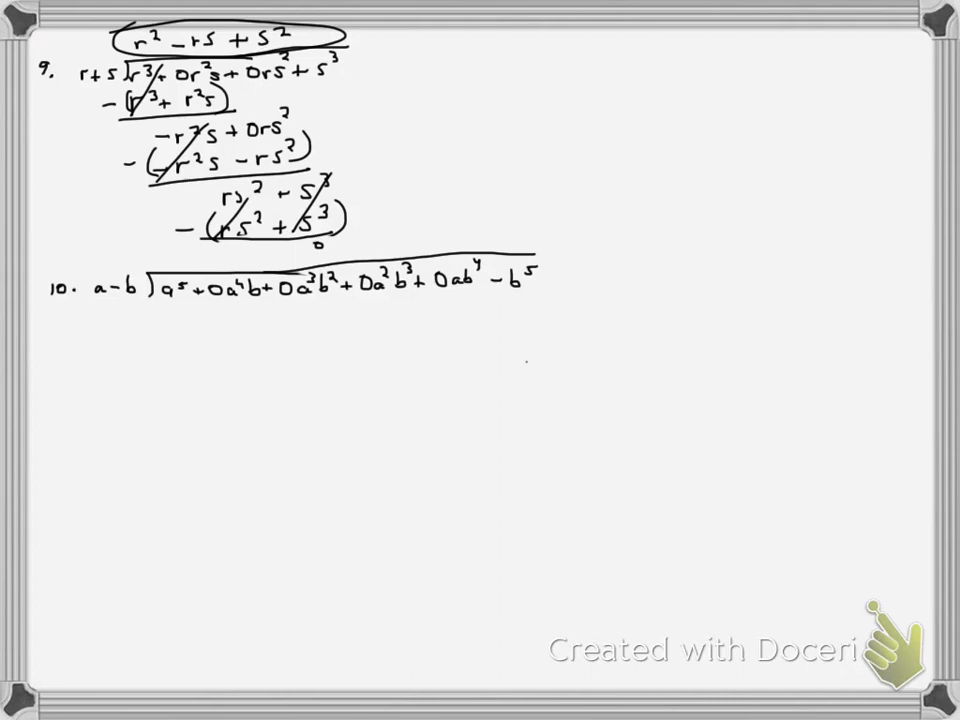 r² - rs + s²
9. r+s r³ + 0r²s + 0rs² + s³
- (r³ + r²s)
-r²s + 0rs²
- (-r²s - rs²)
rs² + s³
- (rs² + s³)
0
10. a-b ) a⁵ + 0a⁴b + 0a³b² + 0a²b³ + 0ab⁴ - b⁵
Created with Doceri